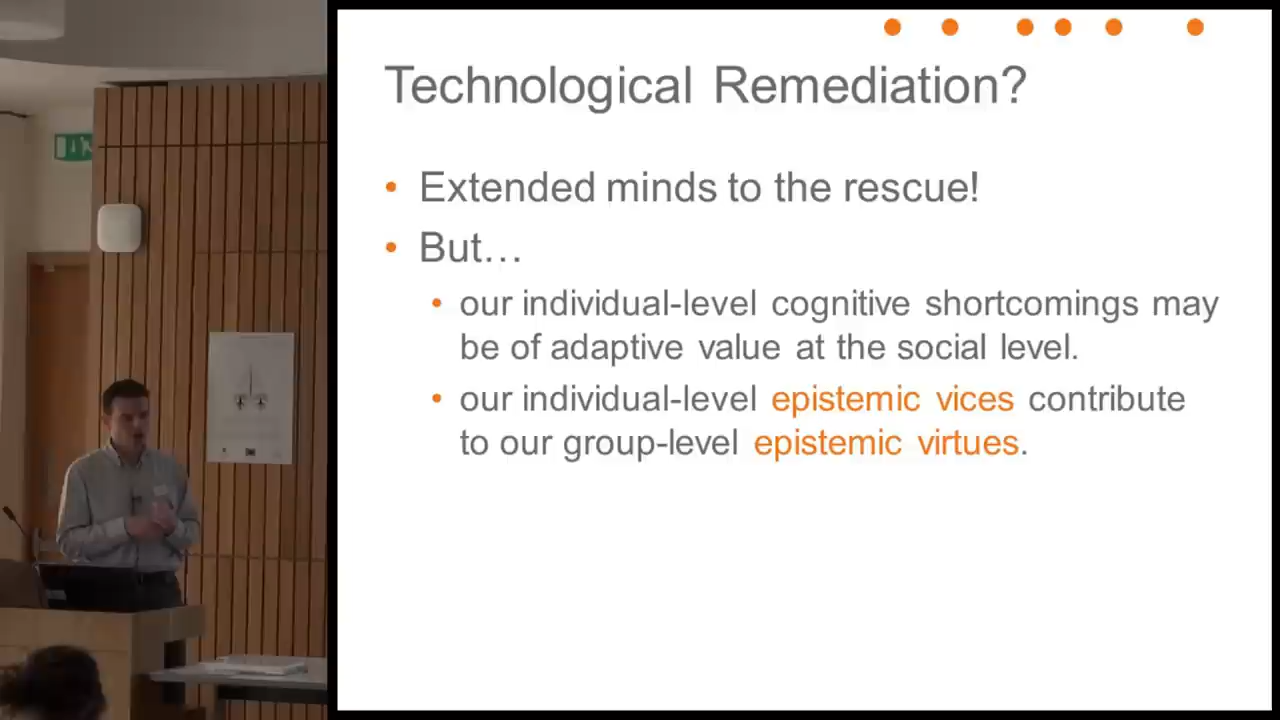 Technological Remediation?
• Extended minds to the rescue!
• But…
• our individual-level cognitive shortcomings may
be of adaptive value at the social level.
• our individual-level epistemic vices contribute
to our group-level epistemic virtues.